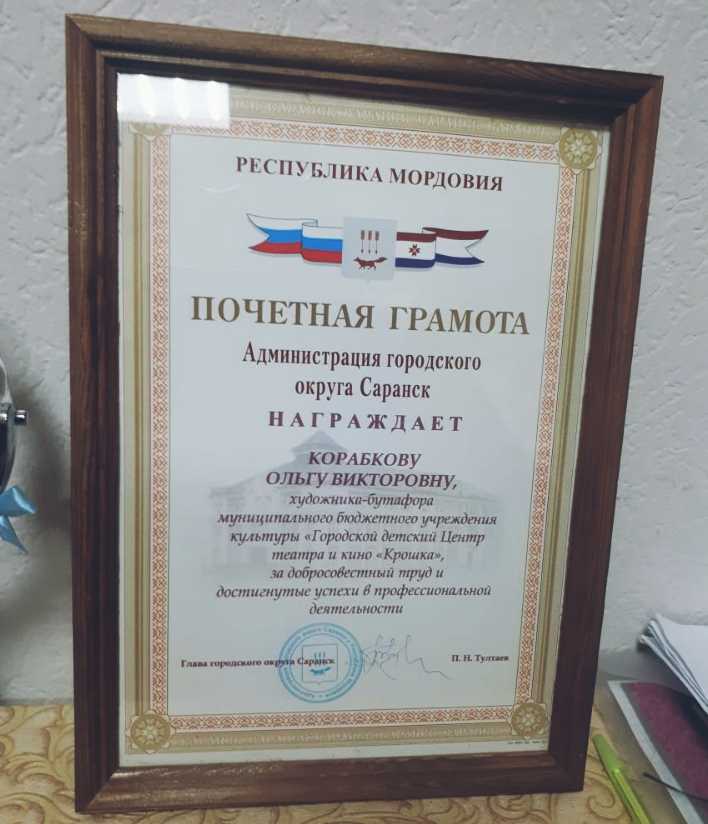 РЕСПУБЛИКА МОРДОВИЯ
ПОЧЕТНАЯ ГРАМОТА
Администрация городского
округа Саранск
НАГРАЖДАЕТ
КОРАБКОВУ
ОЛЬГУ ВИКТОРОВНУ,
художника-бутафора
муниципального бюджетного учреждения
культуры «Городской детский Центр
театра и кино «Крошка»,
за добросовестный труд и
достигнутые успехи в профессиональной
деятельности
Глава городского округа Саранск П. Н. Тултаев